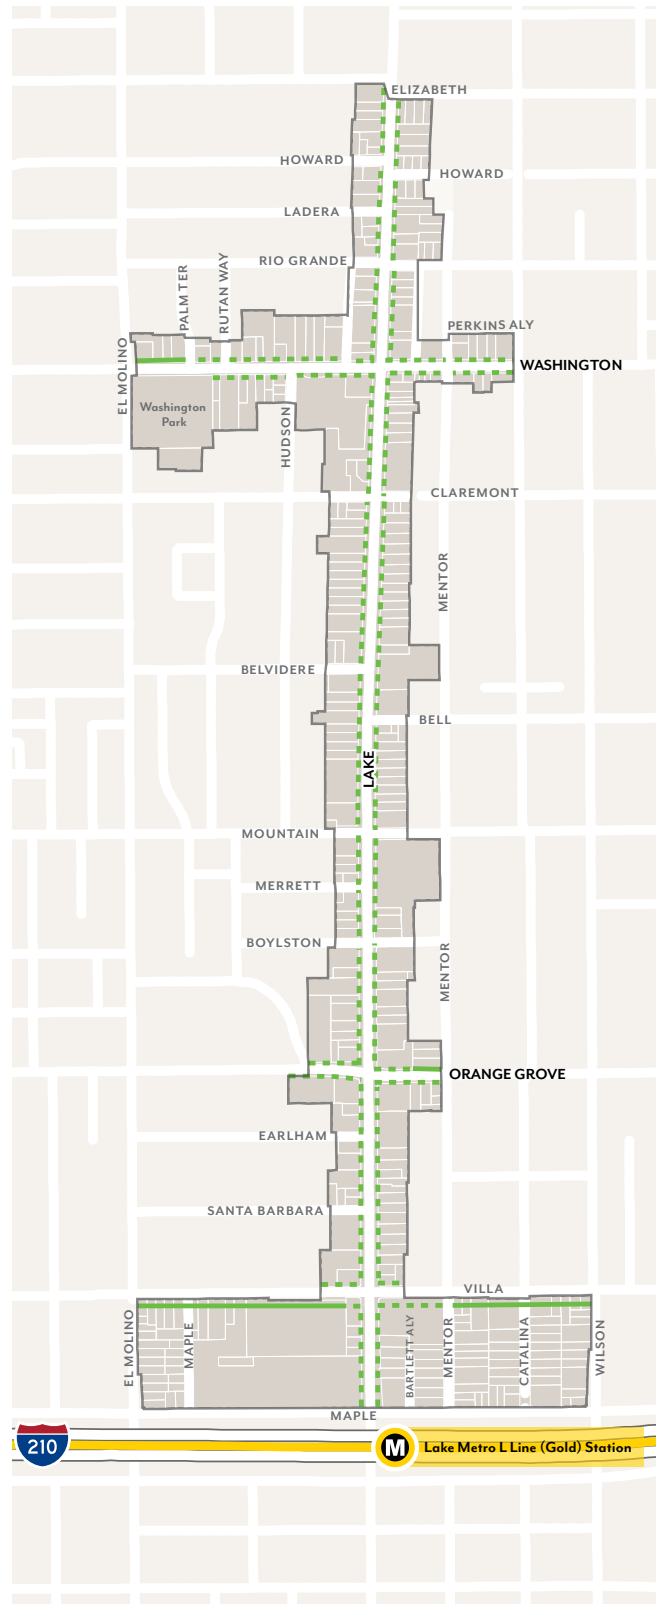 ELIZABETH
HOWARD
HOWARD
LADERA
RIO GRANDE
PALM TER
RUTAN WAY
PERKINS ALY
EL MOLINO
WASHINGTON
Washington
Park
HUDSON
CLAREMONT
MENTOR
BELVIDERE
BELL
LAKE
MOUNTAIN
MERRETT
BOYLSTON
MENTOR
ORANGE GROVE
EARLHAM
SANTA BARBARA
VILLA
EL MOLINO
MAPLE
BARTLETT ALY
MENTOR
CATALINA
WILSON
MAPLE
210
M
Lake Metro L Line (Gold) Station